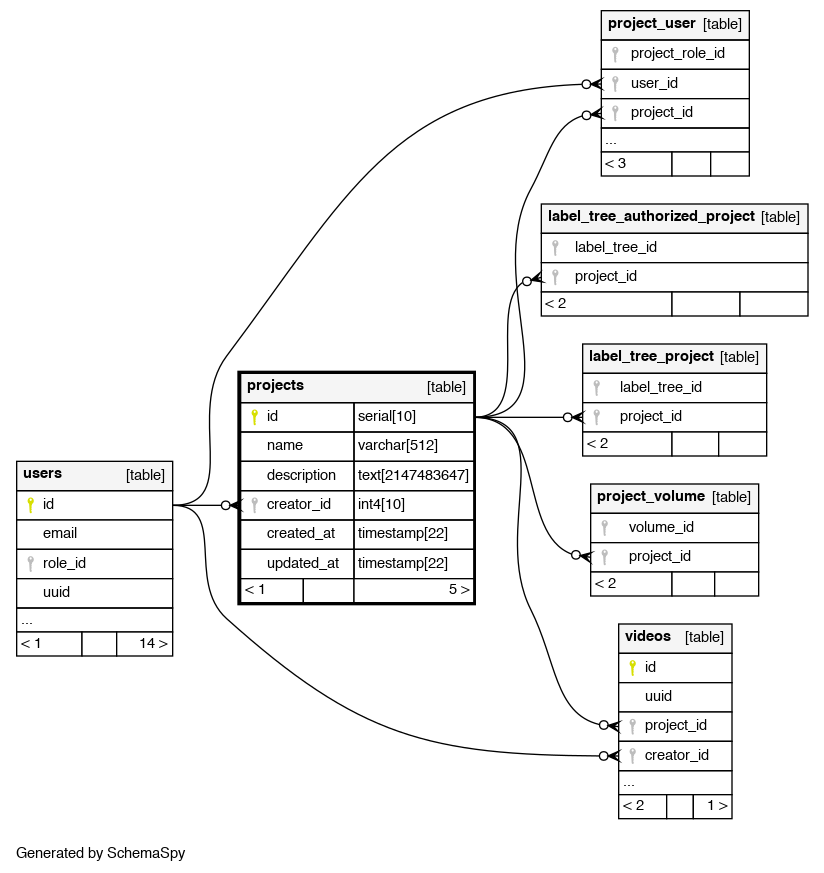 project_user [table]
project_role_id
user_id
project_id
...
< 3
label_tree_authorized_project [table]
label_tree_id
project_id
< 2
label_tree_project [table]
label_tree_id
project_id
< 2
projects [table]
id serial[10]
name varchar[512]
description text[2147483647]
creator_id int4[10]
created_at timestamp[22]
updated_at timestamp[22]
< 1 5 >
users [table]
id
email
role_id
uuid
...
< 1 14 >
project_volume [table]
volume_id
project_id
< 2
videos [table]
id
uuid
project_id
creator_id
...
< 2 1 >
Generated by SchemaSpy